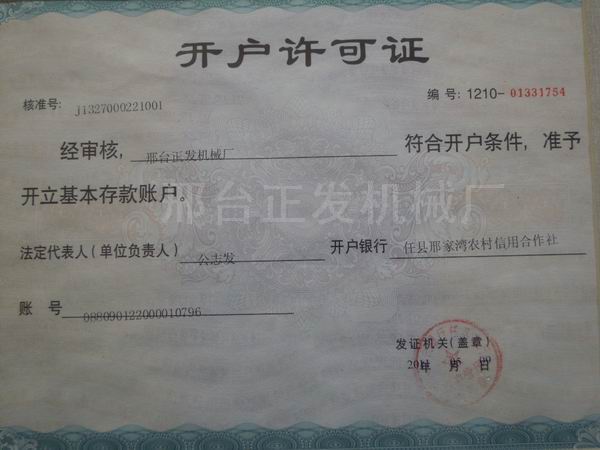 开户许可证
核准号: J1327000221001 编号: 1210-01331754
经审核, 邢台正发机械厂 符合开户条件, 准予
开立基本存款账户。
邢台正发机械厂
法定代表人(单位负责人) 公志发 开户银行 任县邢家湾农村信用合作社
账 号 088090122000010796
发证机关(盖章)
年 月 日